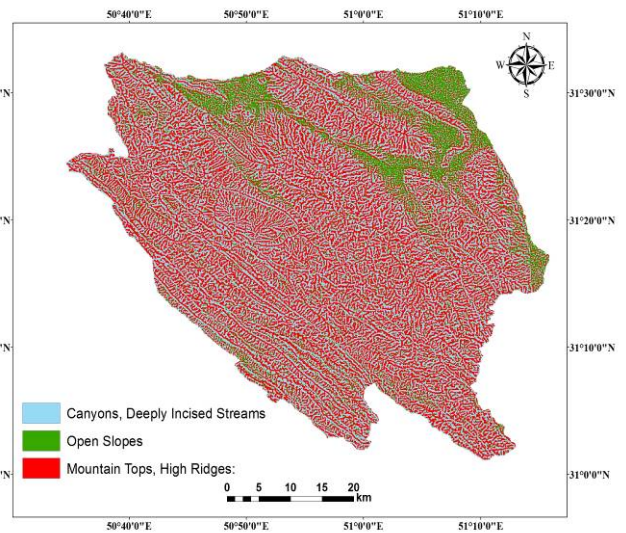 50°40'0"E 50°50'0"E 51°0'0"E 51°10'0"E
N
W E
S
"N 31°30'0"N
"N 31°20'0"N
"N 31°10'0"N
"N 31°0'0"N
Canyons, Deeply Incised Streams
Open Slopes
Mountain Tops, High Ridges:
0 5 10 15 20
km
50°40'0"E 50°50'0"E 51°0'0"E 51°10'0"E